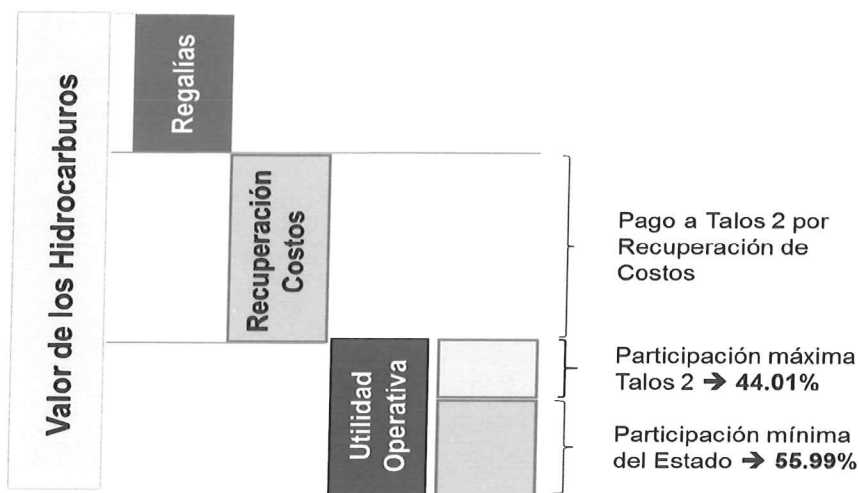 Valor de los Hidrocarburos
Regalías
Recuperación
Costos
Utilidad
Operativa
Pago a Talos 2 por
Recuperación de
Costos
Participación máxima
Talos 2 → 44.01%
Participación mínima
del Estado → 55.99%